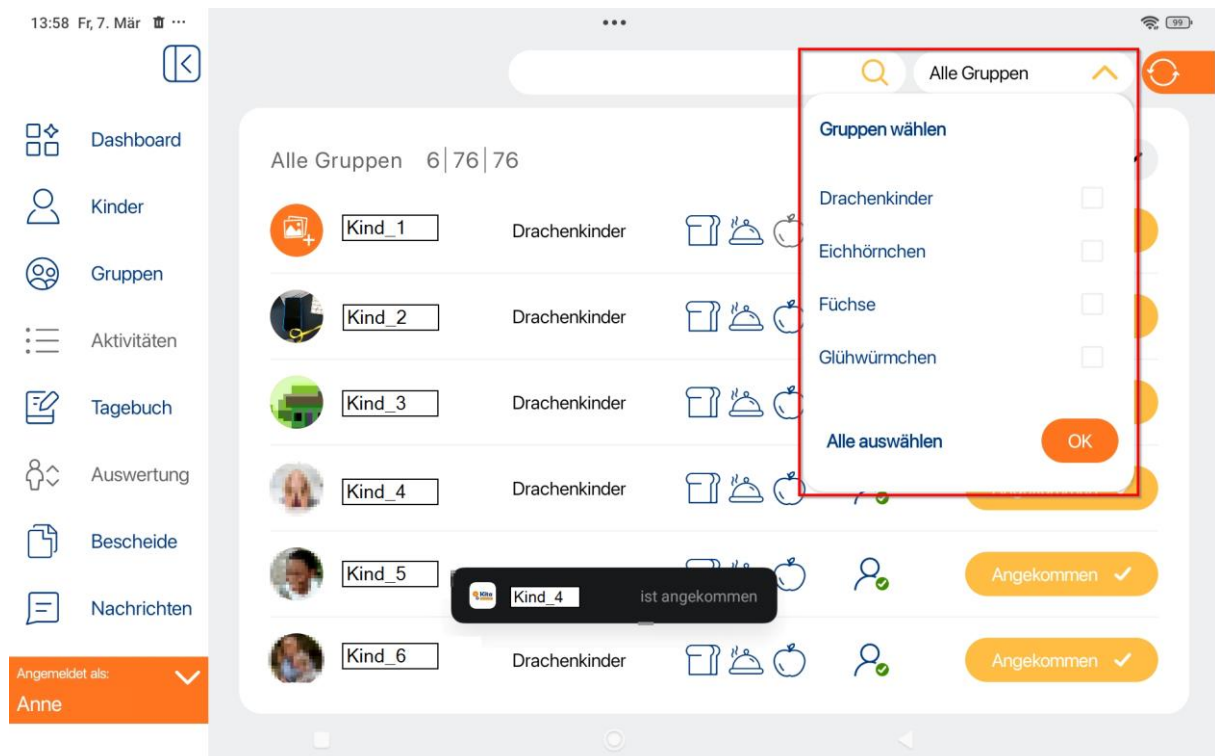 13:58 Fr, 7. Mär
99
Alle Gruppen
Gruppen wählen
Drachenkinder
Eichhörnchen
Füchse
Glühwürmchen
Alle auswählen
OK
Dashboard
Kinder
Gruppen
Aktivitäten
Tagebuch
Auswertung
Bescheide
Nachrichten
Angemeldet als:
Anne
Alle Gruppen 6|76|76
Kind_1 Drachenkinder
Kind_2 Drachenkinder
Kind_3 Drachenkinder
Kind_4 Drachenkinder
Kind_5 Angekommen
Kita
Kind_4 ist angekommen
Kind_6 Drachenkinder Angekommen